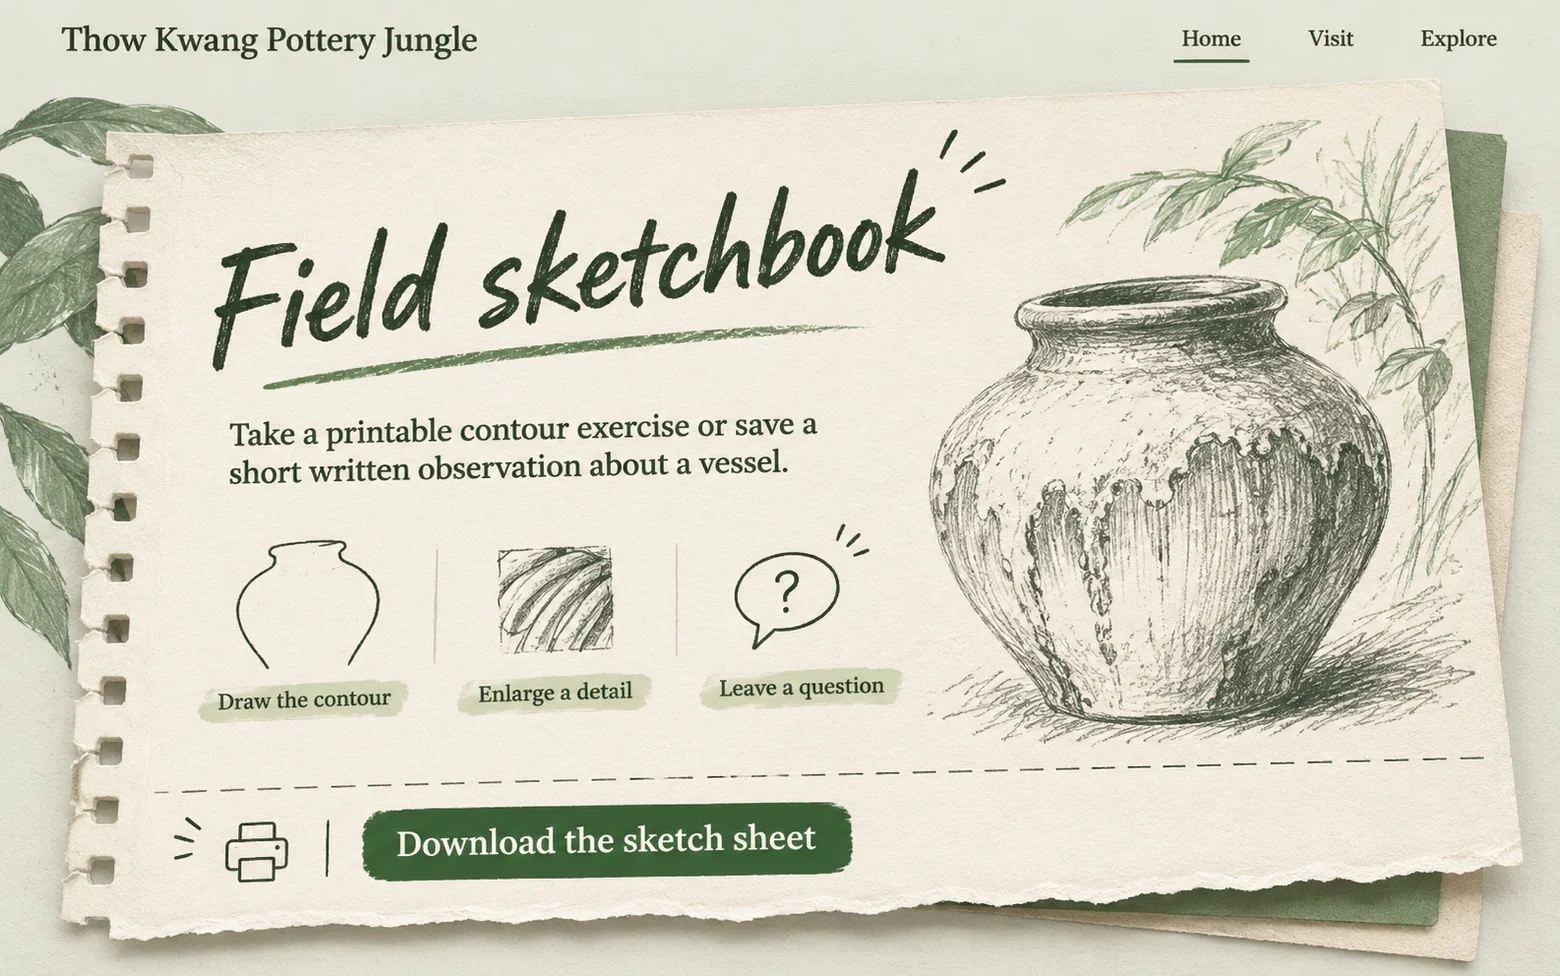 Thow Kwang Pottery Jungle
Home
Visit
Explore
Field sketchbook
Take a printable contour exercise or save a
short written observation about a vessel.
?
Draw the contour
Enlarge a detail
Leave a question
Download the sketch sheet